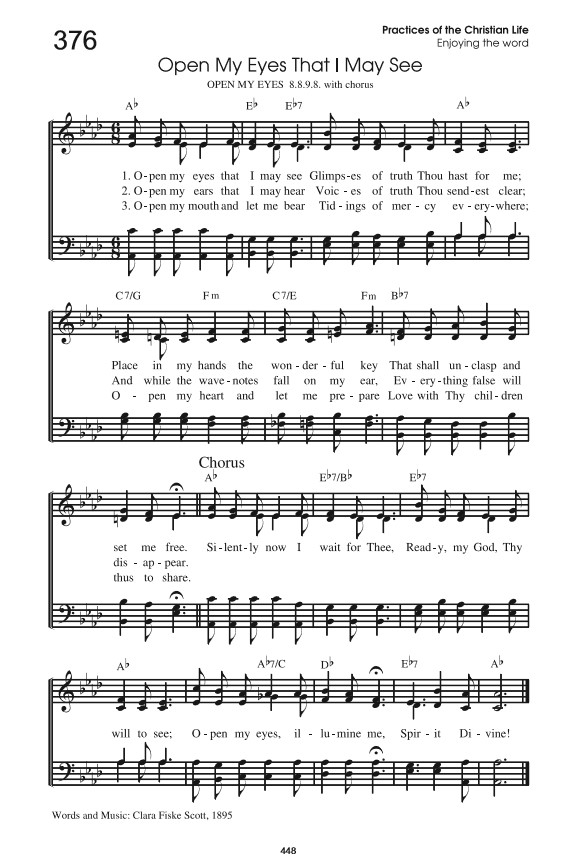 376
Practices of the Christian Life
Enjoying the word
Open My Eyes That I May See
OPEN MY EYES 8.8.9.8. with chorus
A♭ E♭ E♭7 A♭
1. O-pen my eyes that I may see Glimps-es of truth Thou hast for me;
2. O-pen my ears that I may hear Voic-es of truth Thou send-est clear;
3. O-pen my mouth and let me bear Tid-ings of mer-cy ev-ery-where;
C7/G Fm C7/E Fm B♭7
Place in my hands the won-der-ful key That shall un-clasp and
And while the wave-notes fall on my ear, Ev-ery-thing false will
O-pen my heart and let me pre-pare Love with Thy chil-dren
Chorus
A♭ E♭7/B♭ E♭7
set me free. Si-lent-ly now I wait for Thee, Read-y, my God, Thy
dis-ap-pear.
thus to share.
A♭ A♭7/C D♭ E♭7 A♭
will to see; O-pen my eyes, il-lu-mine me, Spir-it Di-vine!
Words and Music: Clara Fiske Scott, 1895
448